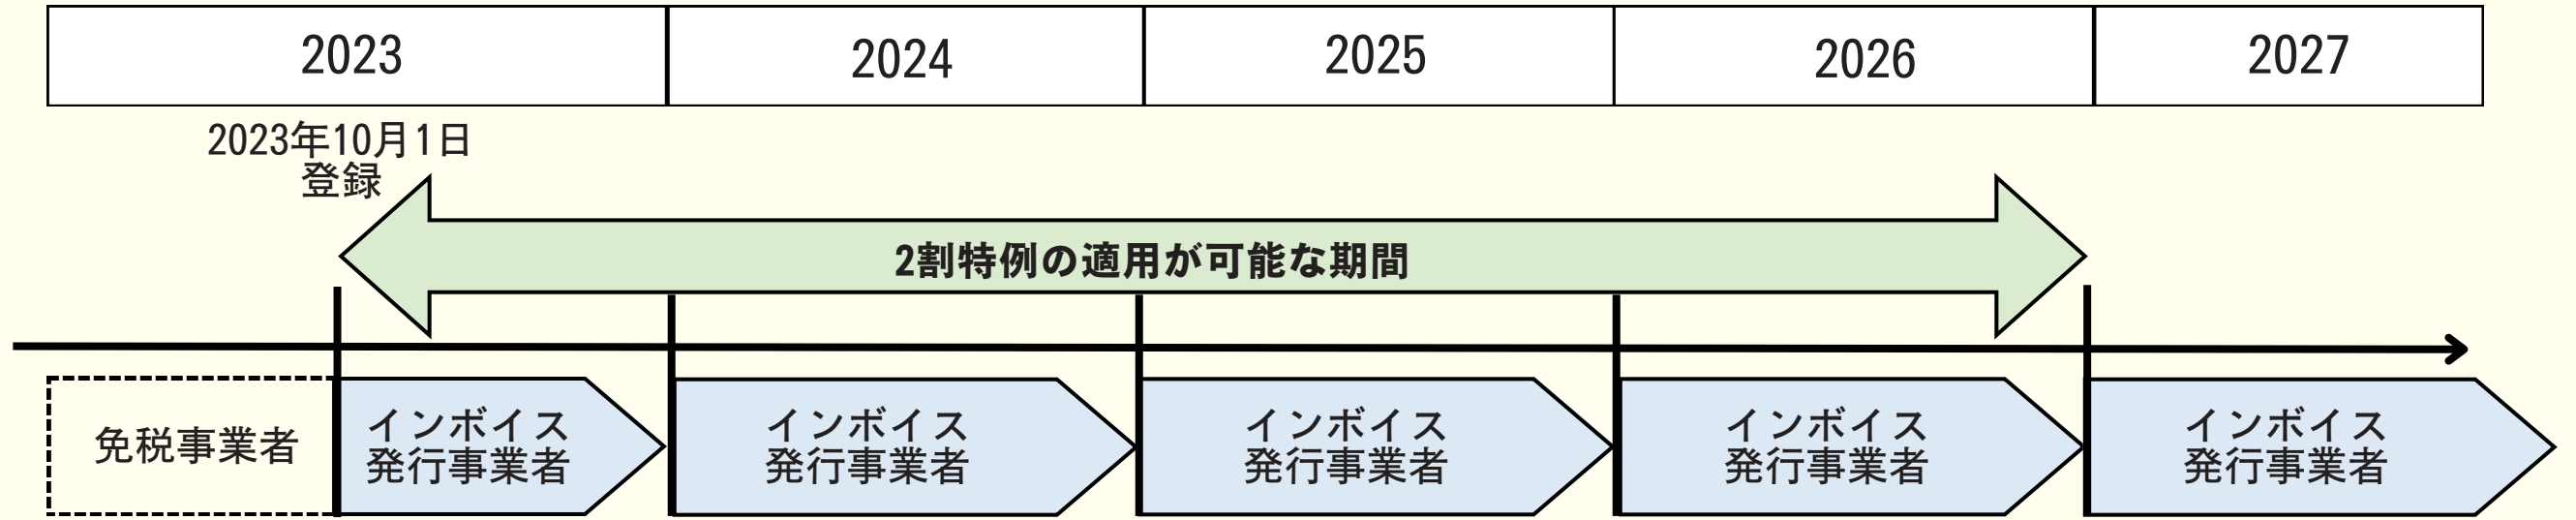 2023
2024
2025
2026
2027
2023年10月1日
登録
2割特例の適用が可能な期間
免税事業者
インボイス
発行事業者
インボイス
発行事業者
インボイス
発行事業者
インボイス
発行事業者
インボイス
発行事業者